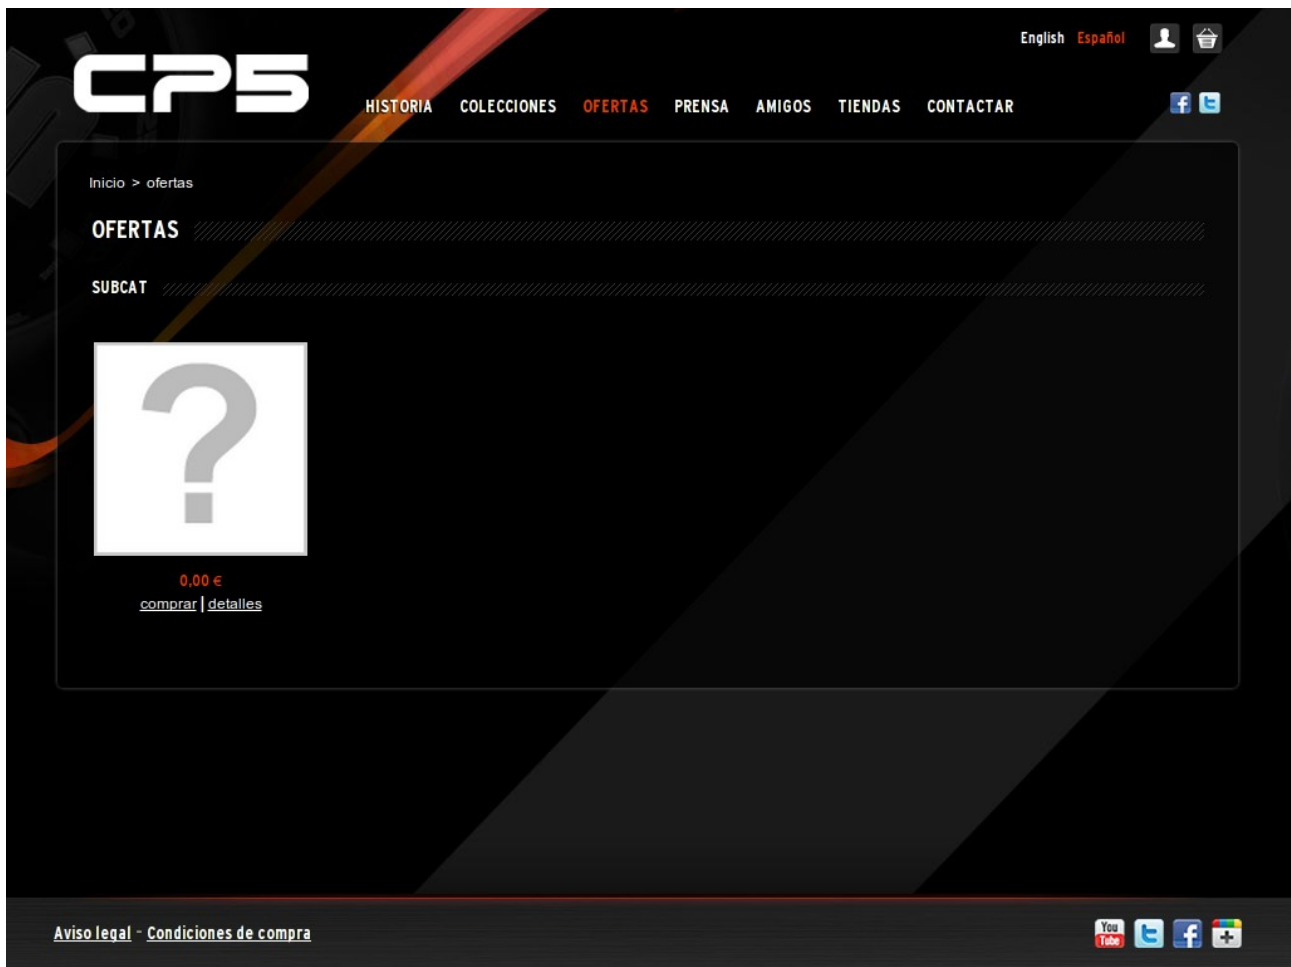 English Español
CP5
HISTORIA COLECCIONES OFERTAS PRENSA AMIGOS TIENDAS CONTACTAR
Inicio > ofertas
OFERTAS
SUBCAT
?
0,00 €
comprar | detalles
Aviso legal - Condiciones de compra
You Tube